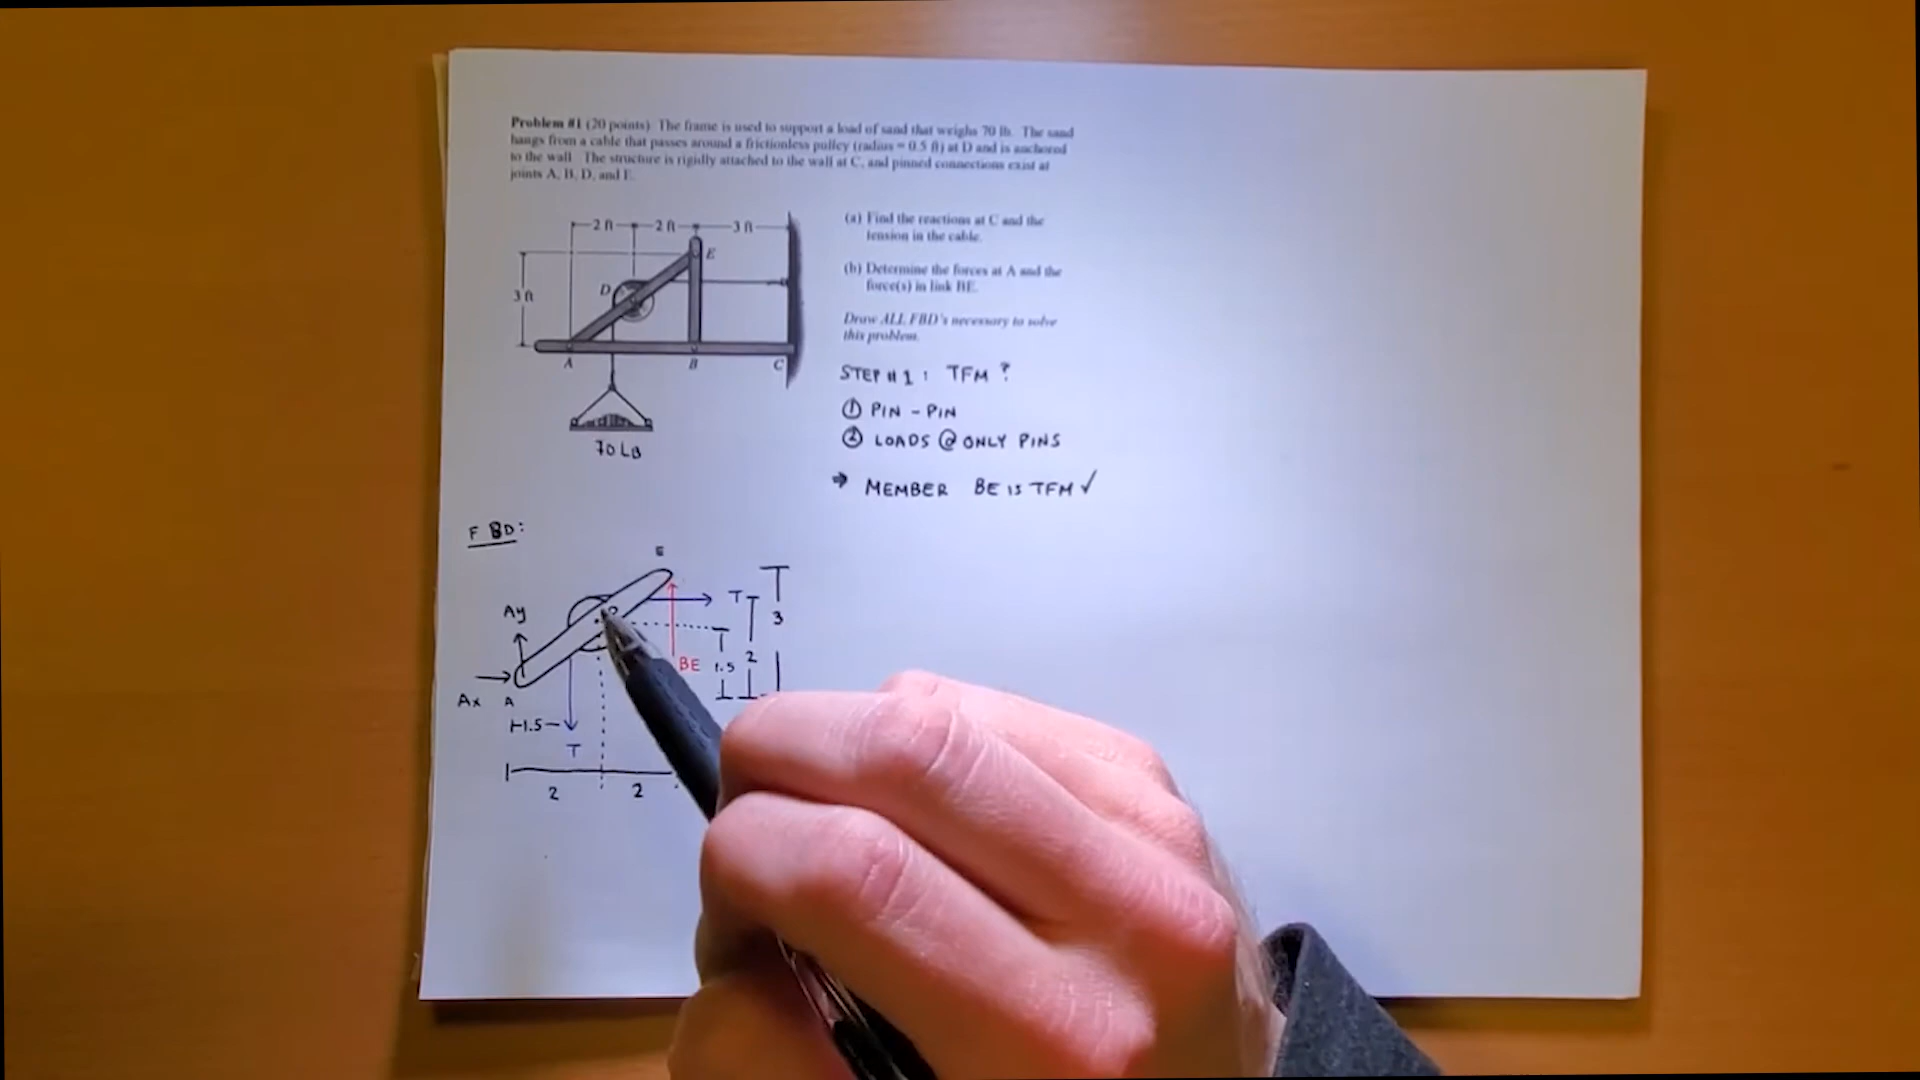 Problem #1 (20 points) The frame is used to support a load of sand that weighs 70 lb. The sand
hangs from a cable that passes around a frictionless pulley (radius = 0.5 ft) at D and is anchored
to the wall. The structure is rigidly attached to the wall at C, and pinned connections exist at
joints A, B, D, and E.
(a) Find the reactions at C and the
tension in the cable.
(b) Determine the forces at A and the
force(s) in link BE.
Draw ALL FBD's necessary to solve
this problem.
2 ft
2 ft
3 ft
E
D
3 ft
A
B
C
70 LB
STEP #1: TFM?
① PIN - PIN
② LOADS @ ONLY PINS
⇒ MEMBER BE IS TFM ✓
FBD:
E
T
Ay
3
BE
1.5
2
Ax
A
1.5
T
2
2